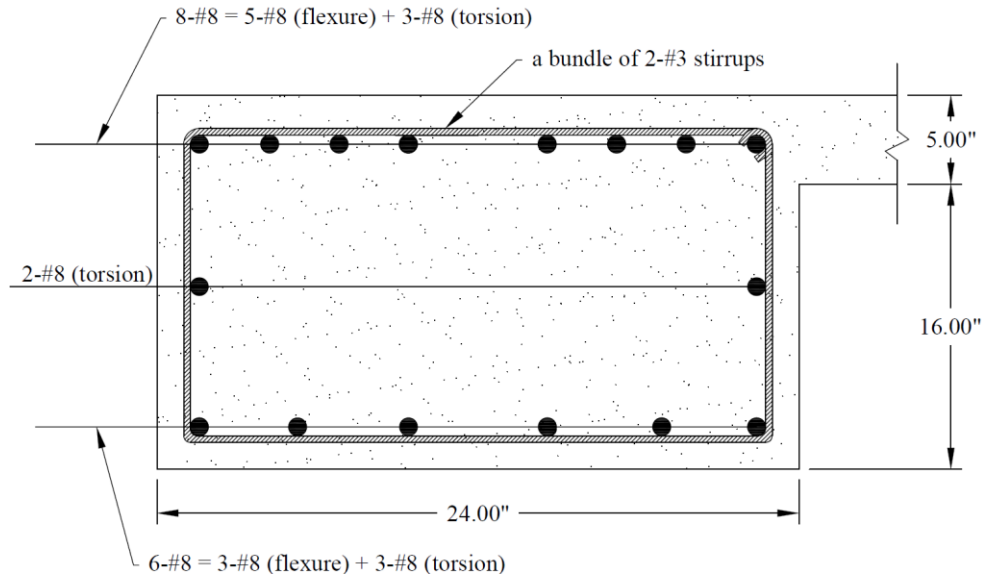 8-#8 = 5-#8 (flexure) + 3-#8 (torsion)
a bundle of 2-#3 stirrups
5.00"
2-#8 (torsion)
16.00"
24.00"
6-#8 = 3-#8 (flexure) + 3-#8 (torsion)